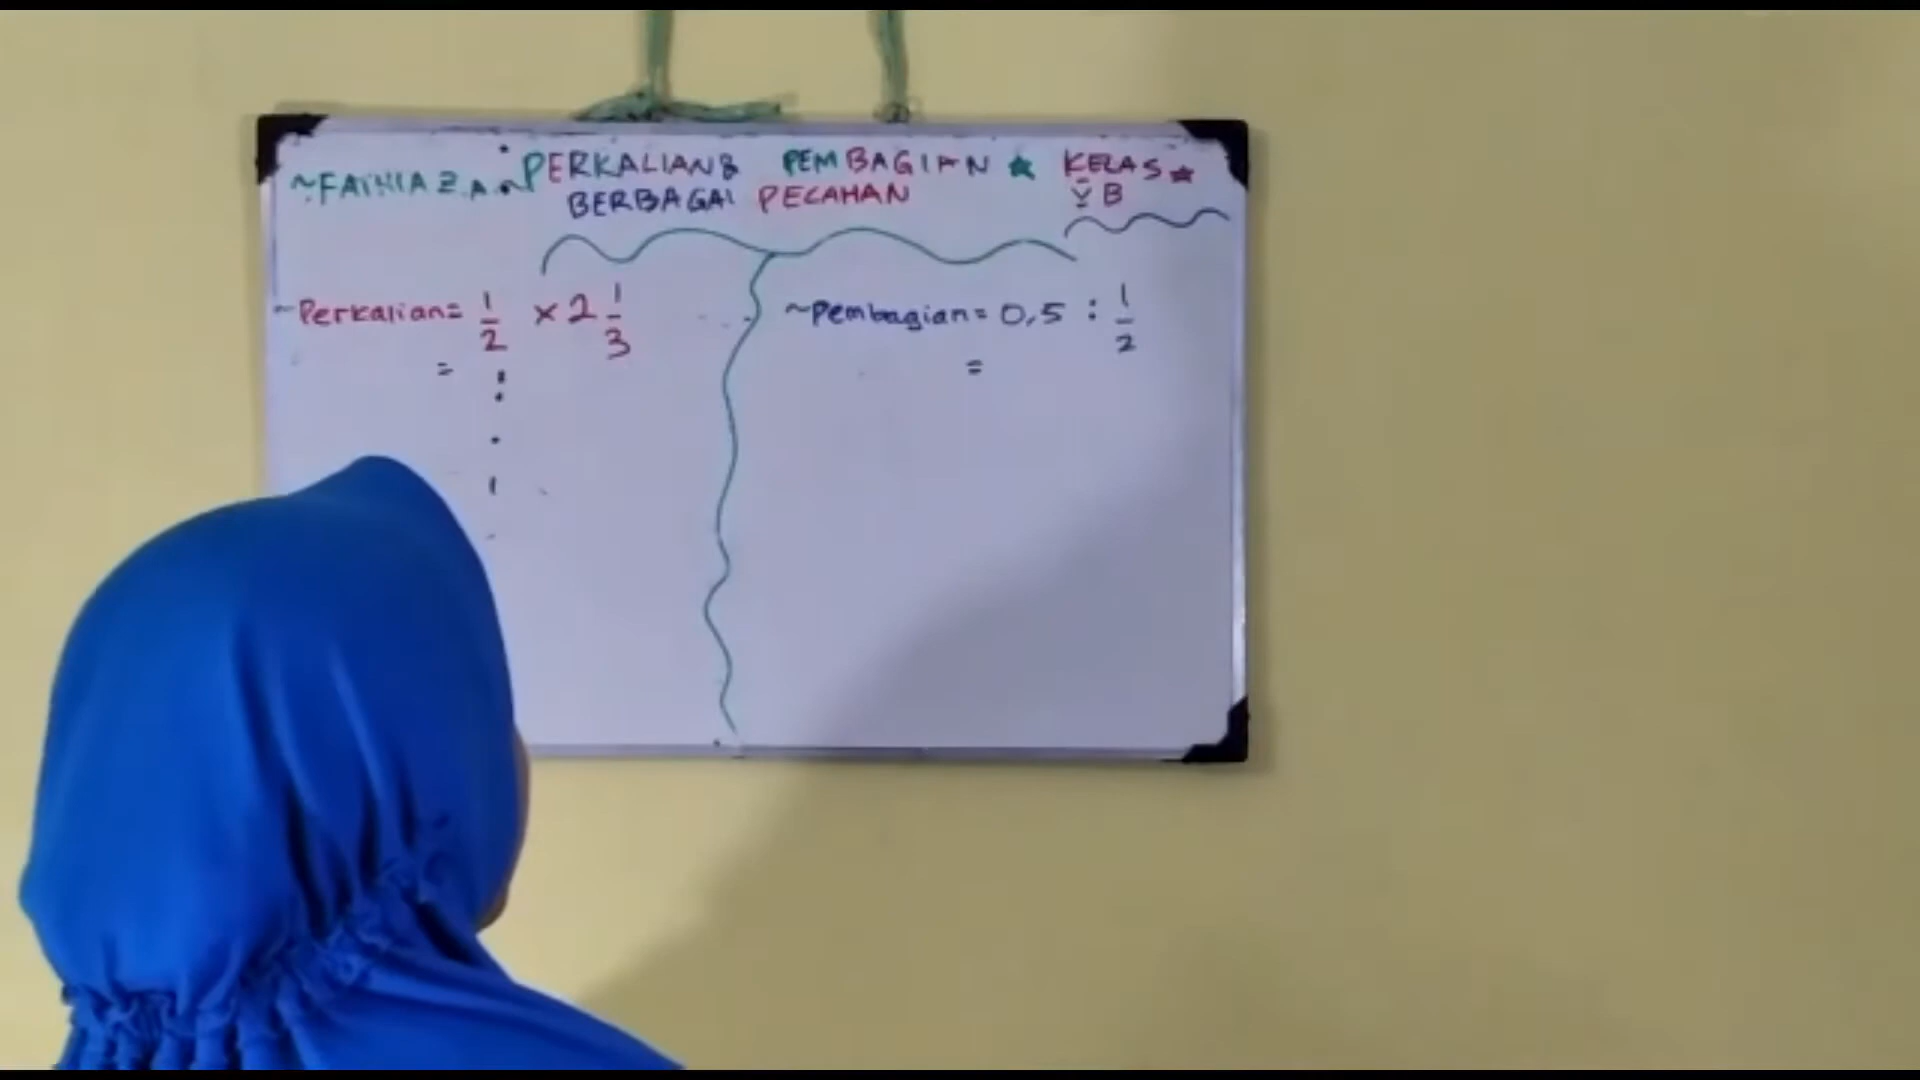 ~FATHIA Z.A.~ PERKALIAN & PEMBAGIAN ★ KELAS ★
BERBAGAI PECAHAN V B
~Perkalian = 1/2 × 2 1/3
=
~Pembagian = 0,5 : 1/2
=